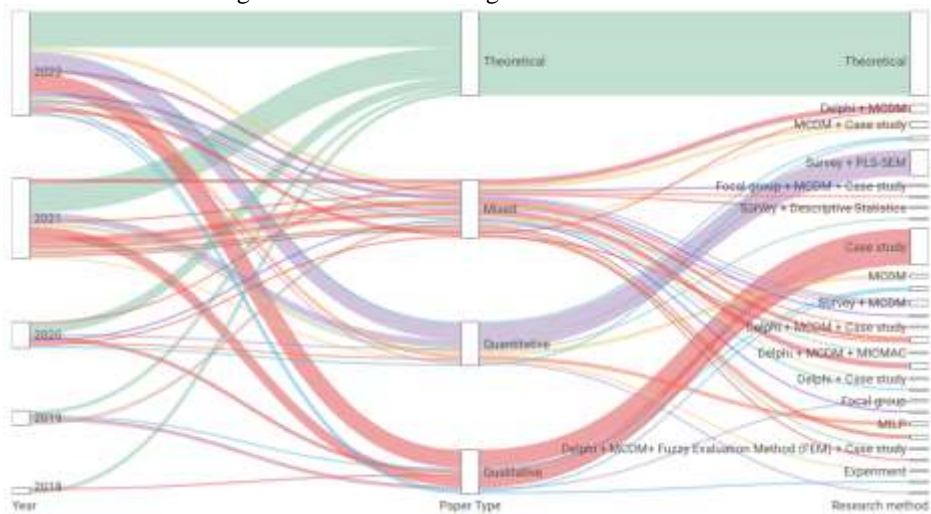 2022
2021
2020
2019
2018
Year
Theoretical
Mixed
Quantitative
Qualitative
Paper Type
Theoretical
Delphi + MCDM
MCDM + Case study
Survey + PLS-SEM
Focal group + MCDM + Case study
Survey + Descriptive Statistics
Case study
MCDM
Survey + MCDM
Delphi + MCDM + Case study
Delphi + MCDM + MICMAC
Delphi + Case study
Focal group
MILP
Delphi + MCDM+ Fuzzy Evaluation Method (FEM) + Case study
Experiment
Research method